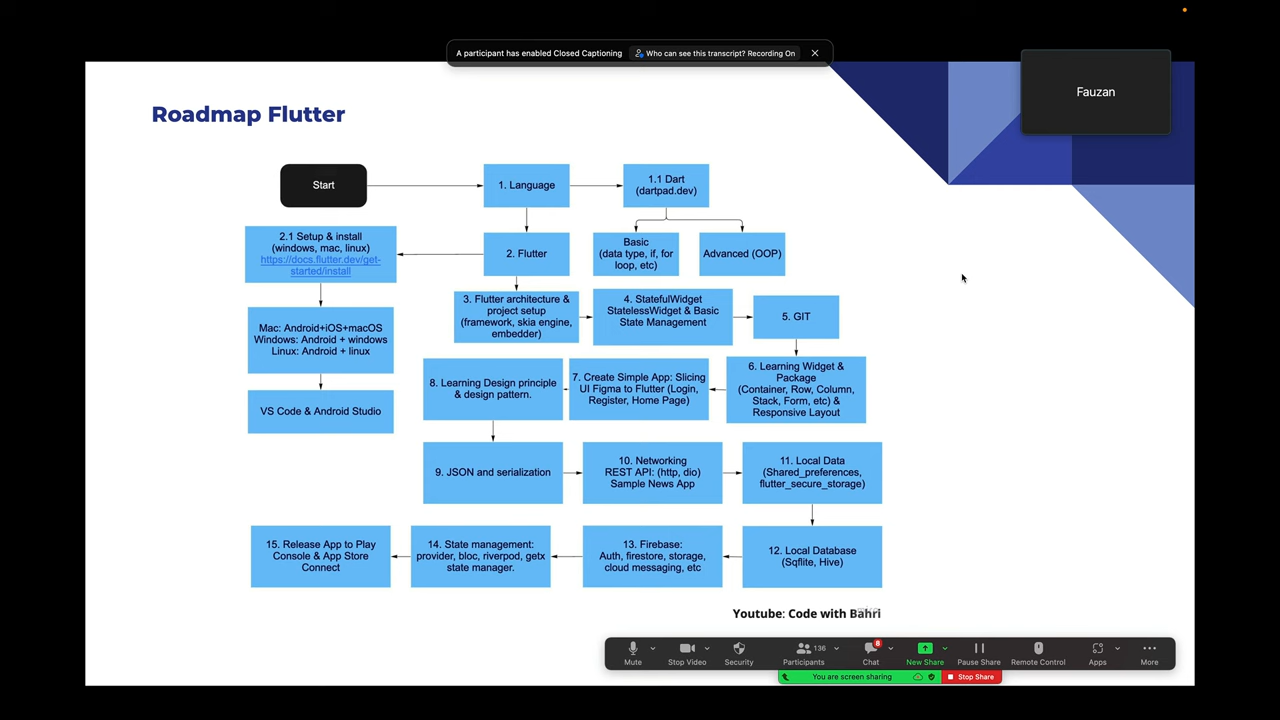 A participant has enabled Closed Captioning
Who can see this transcript? Recording On
Fauzan
Roadmap Flutter
Start
1. Language
1.1 Dart
(dartpad.dev)
2.1 Setup & install
(windows, mac, linux)
https://docs.flutter.dev/get-
started/install
2. Flutter
Basic
(data type, if, for
loop, etc)
Advanced (OOP)
Mac: Android+iOS+macOS
Windows: Android + windows
Linux: Android + linux
3. Flutter architecture &
project setup
(framework, skia engine,
embedder)
4. StatefulWidget
StatelessWidget & Basic
State Management
5. GIT
VS Code & Android Studio
8. Learning Design principle
& design pattern.
7. Create Simple App: Slicing
UI Figma to Flutter (Login,
Register, Home Page)
6. Learning Widget &
Package
(Container, Row, Column,
Stack, Form, etc) &
Responsive Layout
9. JSON and serialization
10. Networking
REST API: (http, dio)
Sample News App
11. Local Data
(Shared_preferences,
flutter_secure_storage)
15. Release App to Play
Console & App Store
Connect
14. State management:
provider, bloc, riverpod, getx
state manager.
13. Firebase:
Auth, firestore, storage,
cloud messaging, etc
12. Local Database
(Sqflite, Hive)
Youtube: Code with Bahri
Mute
Stop Video
Security
Participants
136
Chat
8
New Share
Pause Share
Remote Control
Apps
More
You are screen sharing
Stop Share